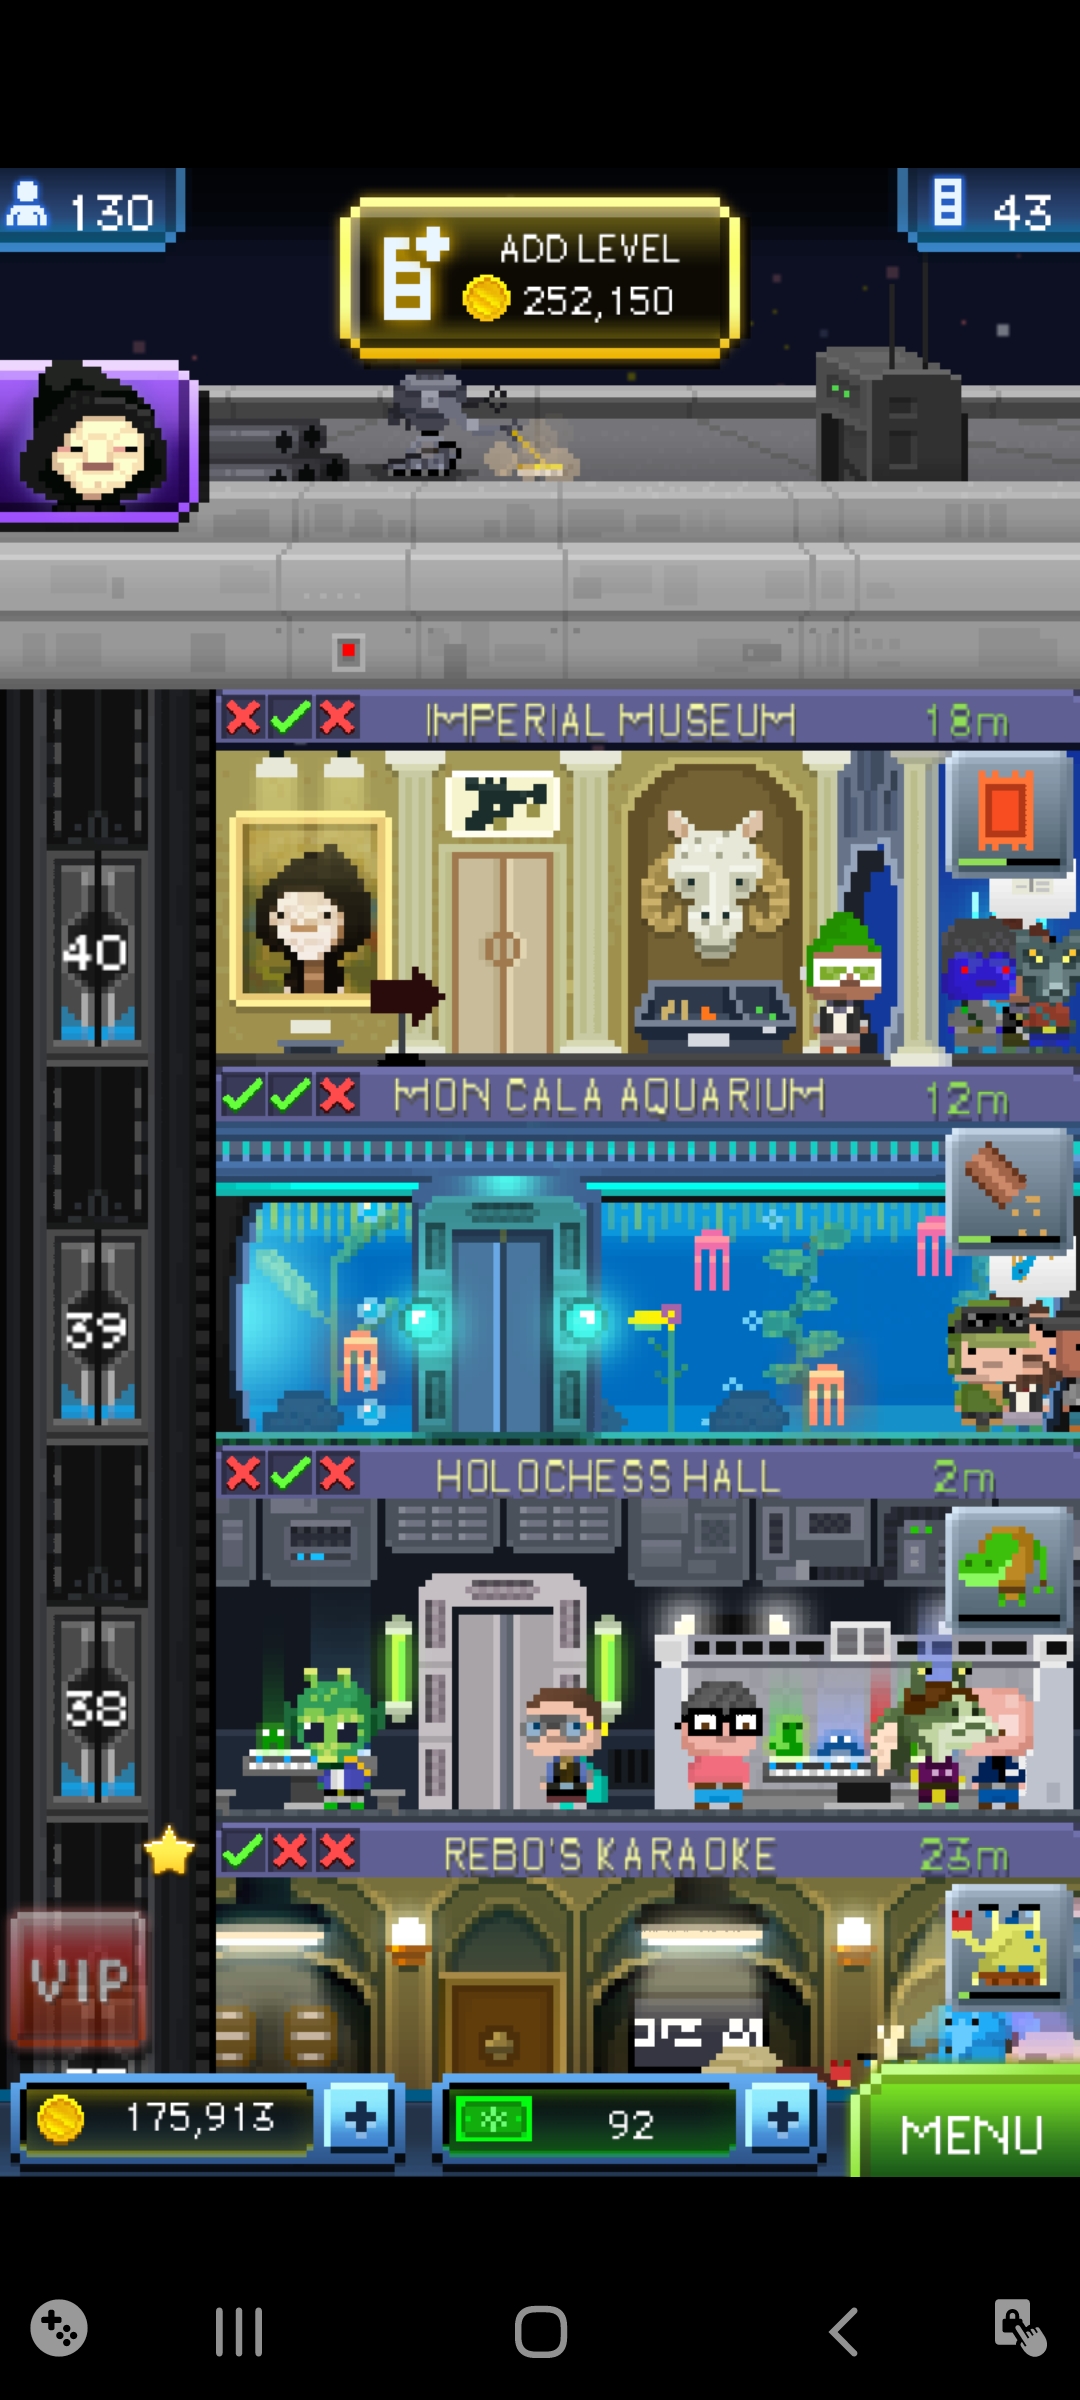 130
ADD LEVEL
252,150
43
IMPERIAL MUSEUM 18m
40
MON CALA AQUARIUM 12m
39
HOLOCHESS HALL 2m
38
REBO'S KARAOKE 23m
VIP
175,913
92
MENU